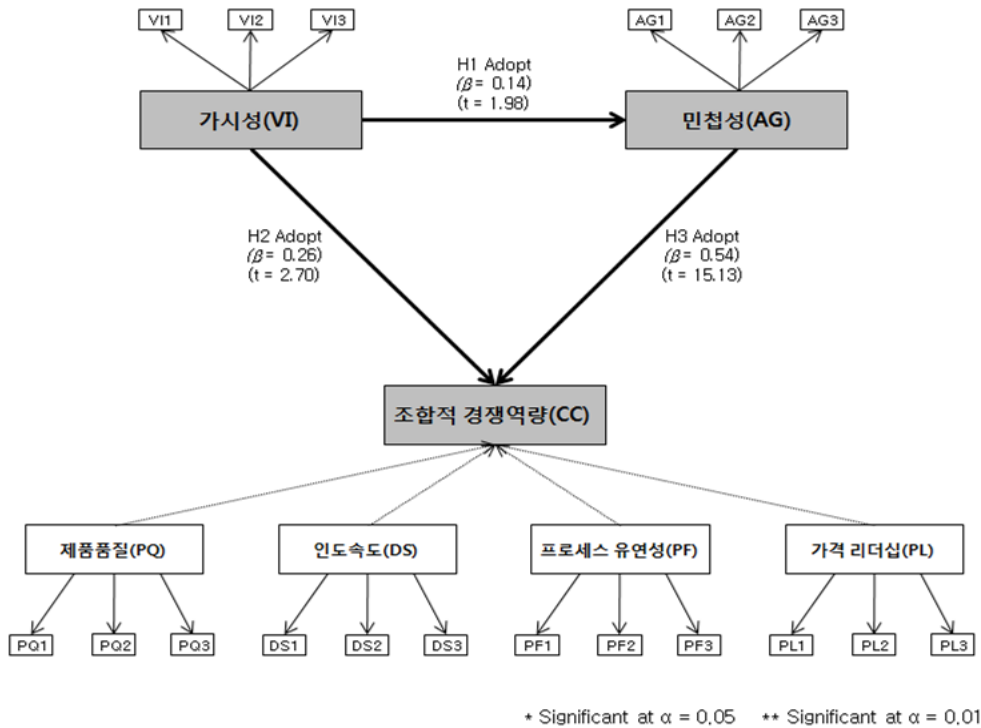 VI1
VI2
VI3
AG1
AG2
AG3
H1 Adopt
(β = 0.14)
(t = 1.98)
가시성(VI)
민첩성(AG)
H2 Adopt
(β = 0.26)
(t = 2.70)
H3 Adopt
(β = 0.54)
(t = 15.13)
조합적 경쟁역량(CC)
제품품질(PQ)
인도속도(DS)
프로세스 유연성(PF)
가격 리더십(PL)
PQ1
PQ2
PQ3
DS1
DS2
DS3
PF1
PF2
PF3
PL1
PL2
PL3
* Significant at α = 0.05 ** Significant at α = 0.01